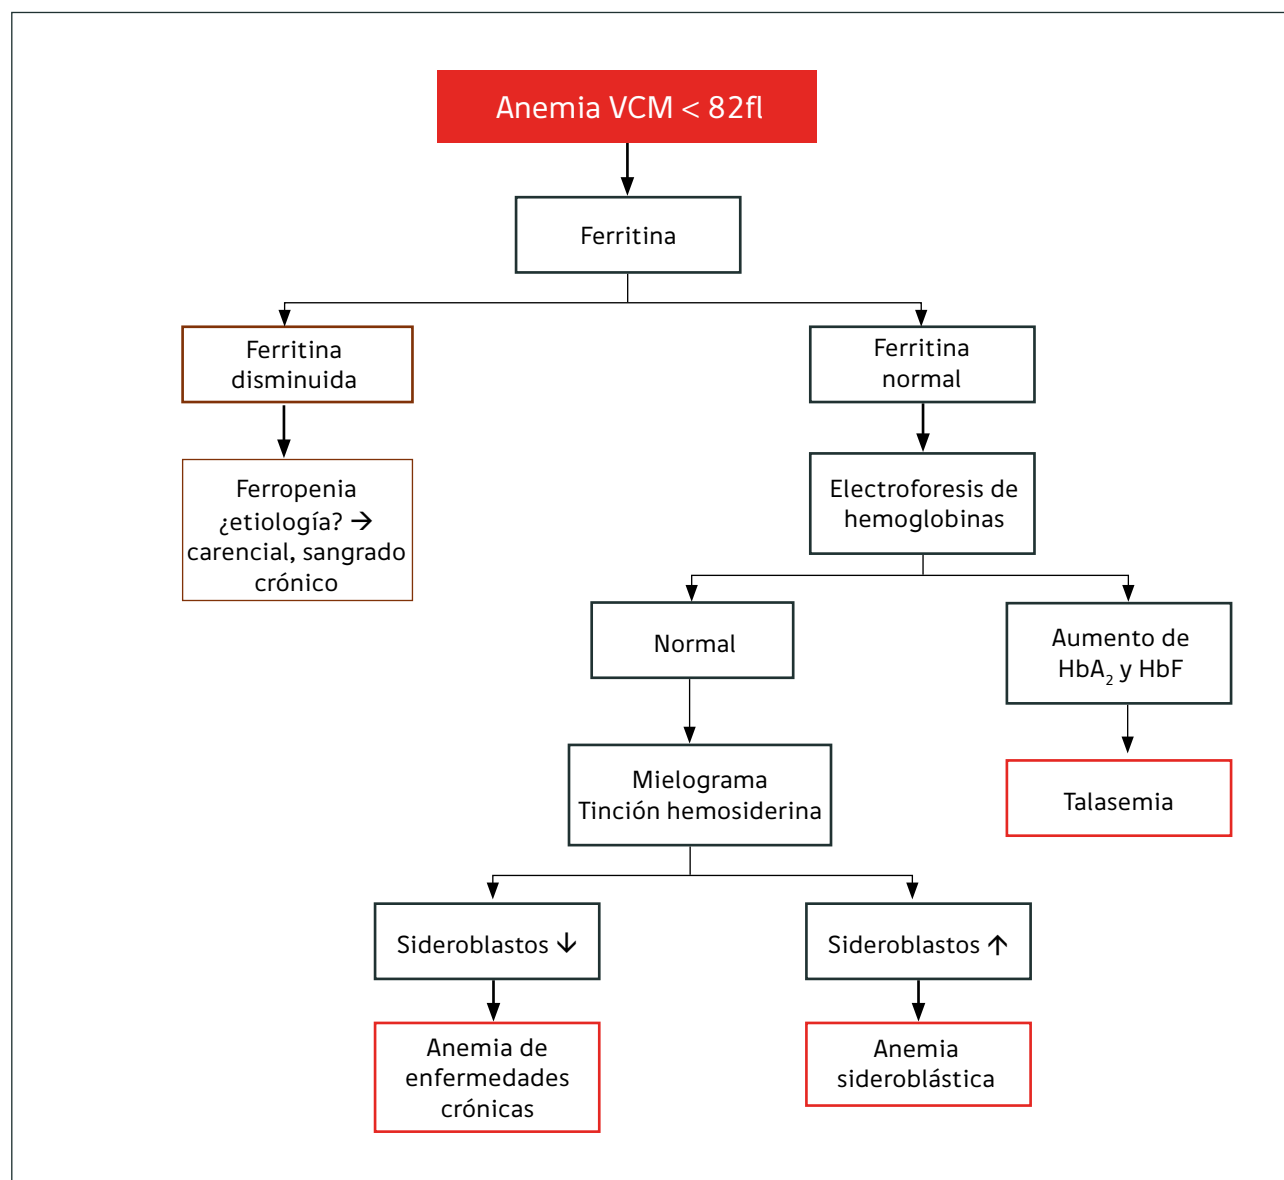 Anemia VCM < 82fl
Ferritina
Ferritina
disminuida
Ferritina
normal
Ferropenia
¿etiología? →
carencial, sangrado
crónico
Electroforesis de
hemoglobinas
Normal
Aumento de
HbA₂ y HbF
Mielograma
Tinción hemosiderina
Talasemia
Sideroblastos ↓
Sideroblastos ↑
Anemia de
enfermedades
crónicas
Anemia
sideroblástica